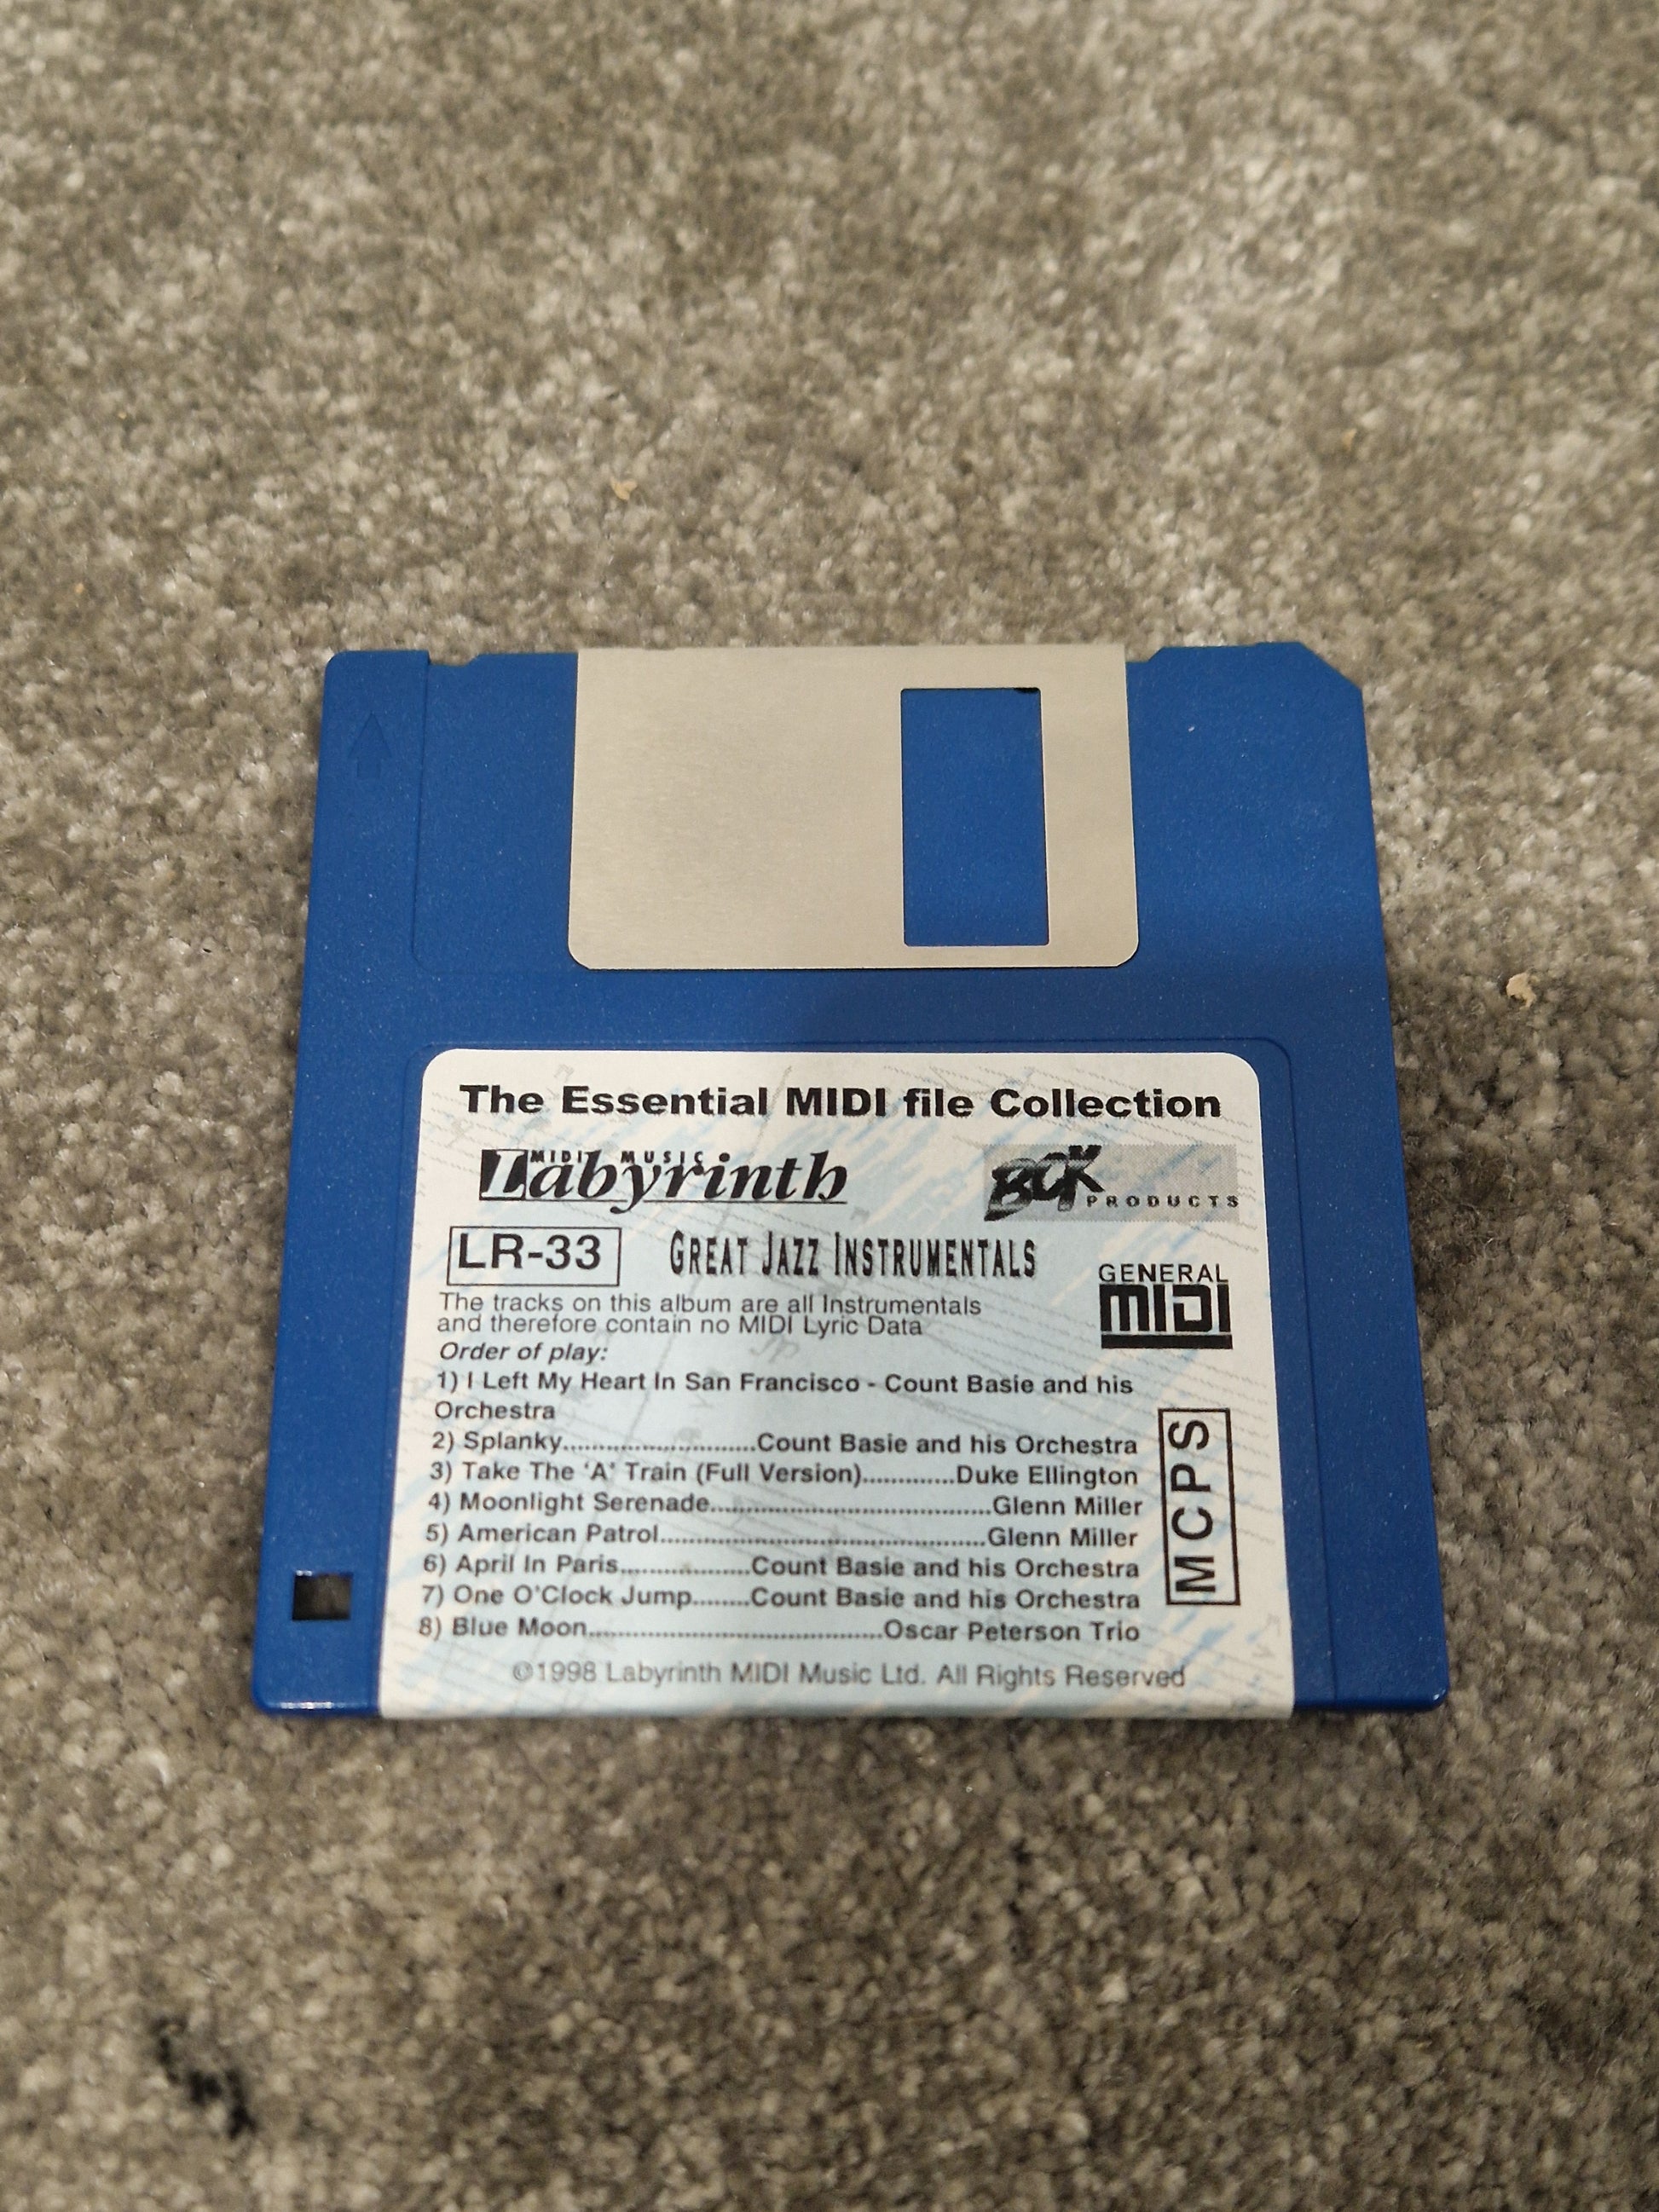 The Essential MIDI file Collection
MIDI MUSIC
Labyrinth
BCK
PRODUCTS
LR-33
GREAT JAZZ INSTRUMENTALS
GENERAL
MIDI
The tracks on this album are all Instrumentals
and therefore contain no MIDI Lyric Data
Order of play:
1) I Left My Heart In San Francisco - Count Basie and his
Orchestra
2) Splanky............................Count Basie and his Orchestra
3) Take The 'A' Train (Full Version).............Duke Ellington
4) Moonlight Serenade........................................Glenn Miller
5) American Patrol...............................................Glenn Miller
6) April In Paris..................Count Basie and his Orchestra
7) One O'Clock Jump........Count Basie and his Orchestra
8) Blue Moon..........................................Oscar Peterson Trio
MCPS
©1998 Labyrinth MIDI Music Ltd. All Rights Reserved